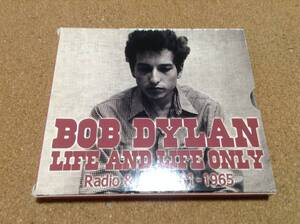 BOB DYLAN
LIFE AND LIFE ONLY
Radio & 1965